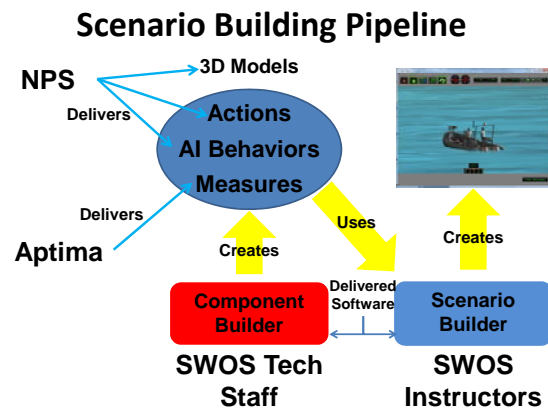 Scenario Building Pipeline
NPS
3D Models
Delivers
Actions
AI Behaviors
Measures
Delivers
Aptima
Creates
Uses
Creates
Component
Builder
Delivered
Software
Scenario
Builder
SWOS Tech
Staff
SWOS
Instructors